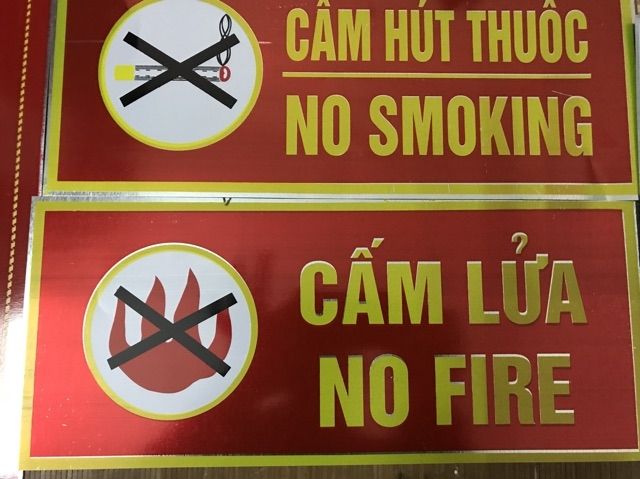 CẤM HÚT THUỐC
NO SMOKING
CẤM LỬA
NO FIRE